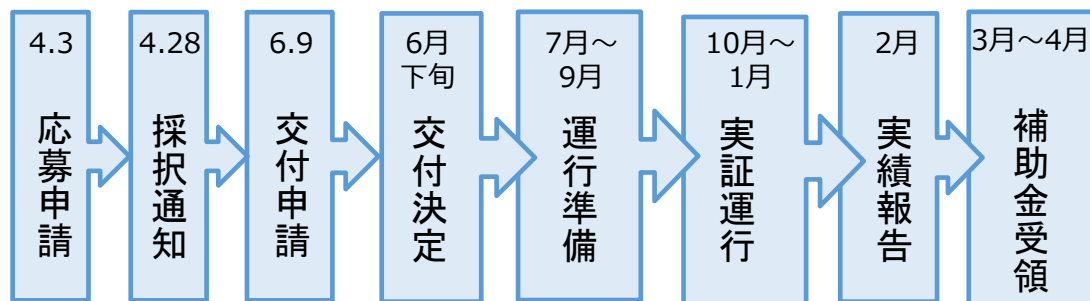 4.3
応募申請
4.28
採択通知
6.9
交付申請
6月
下旬
交付決定
7月～
9月
運行準備
10月～
1月
実証運行
2月
実績報告
3月～4月
補助金受領